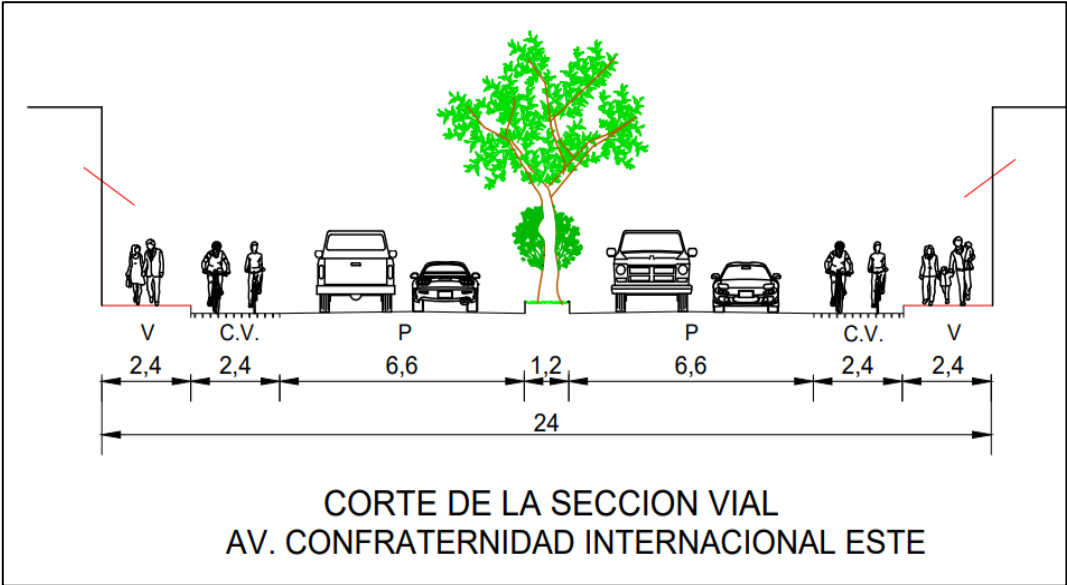 V C.V. P P C.V. V
2,4 2,4 6,6 1,2 6,6 2,4 2,4
24
CORTE DE LA SECCION VIAL
AV. CONFRATERNIDAD INTERNACIONAL ESTE